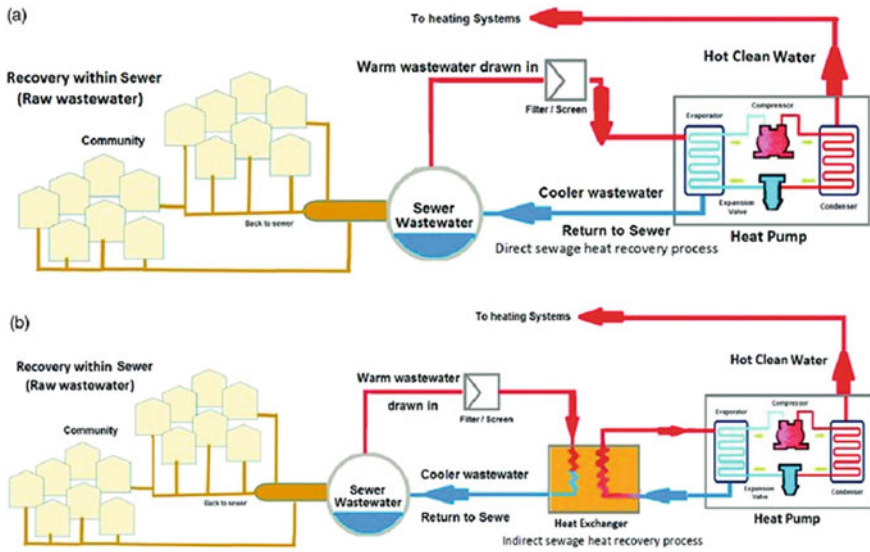 (a)
To heating Systems
Hot Clean Water
Recovery within Sewer
(Raw wastewater)
Warm wastewater drawn in
Filter / Screen
Community
Evaporator
Compressor
Cooler wastewater
Sewer
Wastewater
Back to sewer
Expansion
Valve
Condenser
Return to Sewer
Heat Pump
Direct sewage heat recovery process
(b)
To heating Systems
Hot Clean Water
Recovery within Sewer
(Raw wastewater)
Warm wastewater
drawn in
Filter / Screen
Community
Evaporator
Compressor
Cooler wastewater
Sewer
Wastewater
Back to sewer
Expansion
Valve
Condenser
Return to Sewe
Heat Exchanger
Heat Pump
Indirect sewage heat recovery process